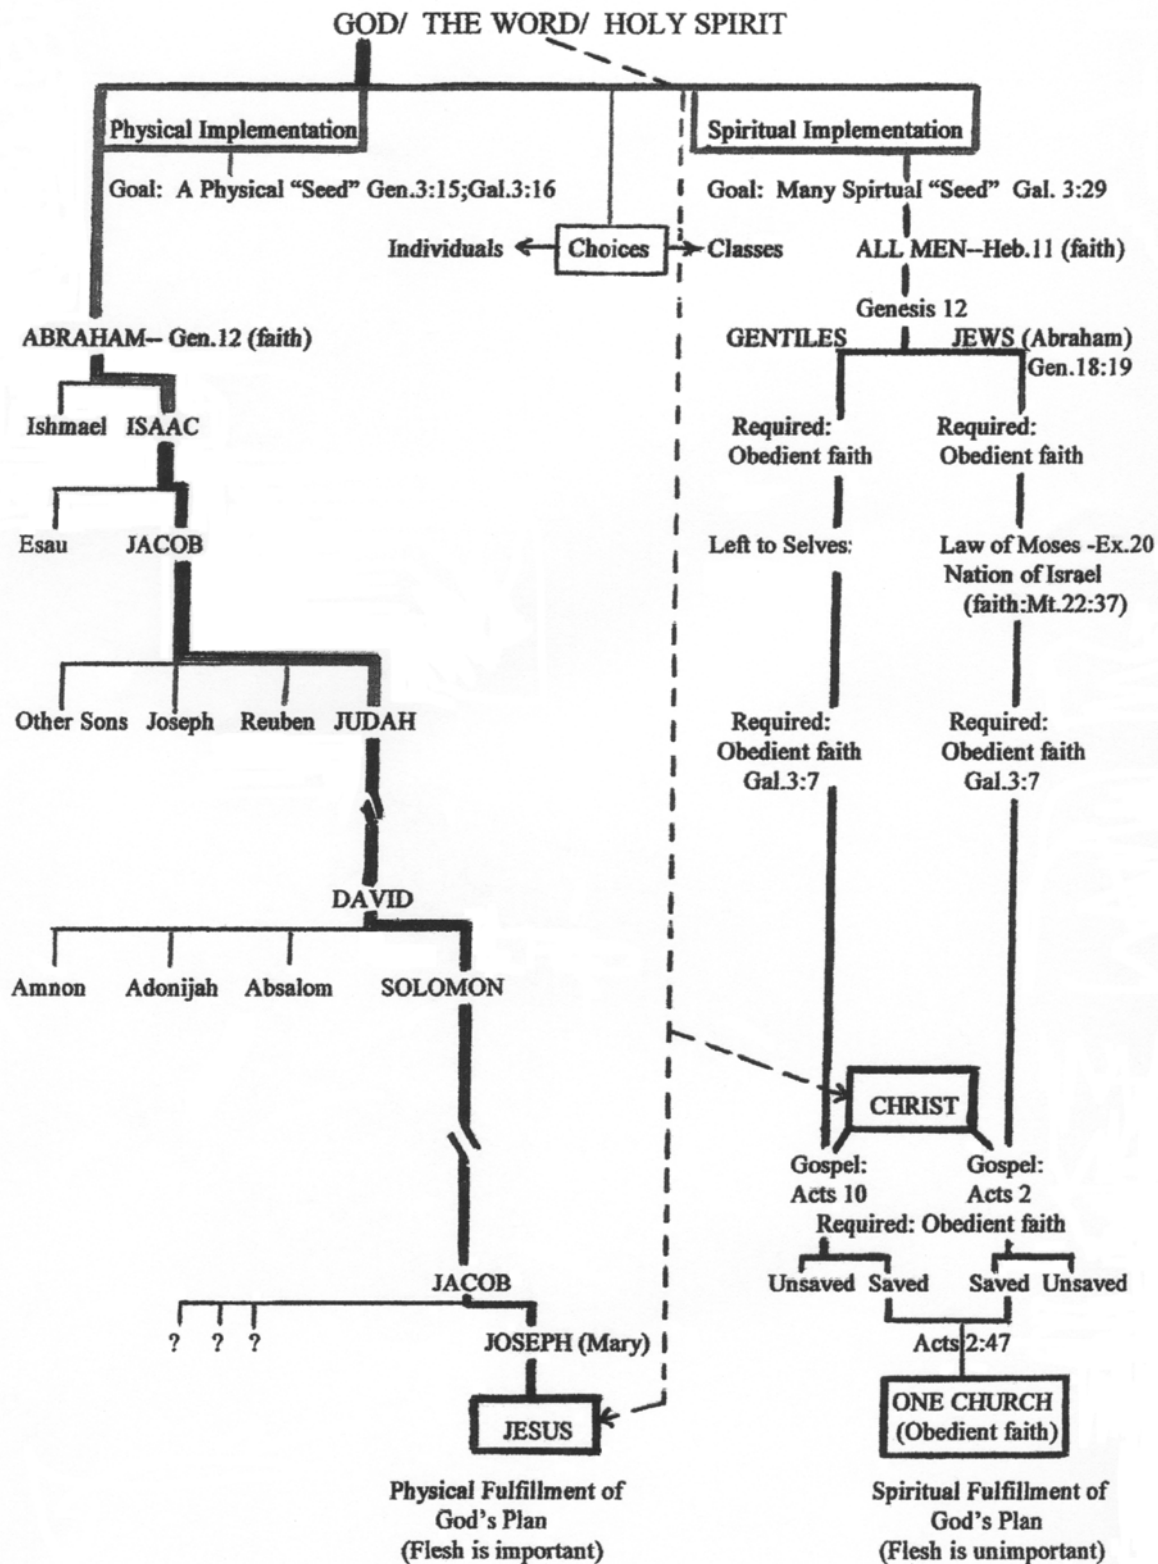 GOD/ THE WORD/ HOLY SPIRIT
Physical Implementation
Spiritual Implementation
Goal: A Physical “Seed” Gen.3:15;Gal.3:16
Goal: Many Spirtual “Seed” Gal. 3:29
Individuals
Choices
Classes
ALL MEN--Heb.11 (faith)
Genesis 12
ABRAHAM-- Gen.12 (faith)
GENTILES
JEWS (Abraham)
Gen.18:19
Ishmael
ISAAC
Required:
Obedient faith
Required:
Obedient faith
Esau
JACOB
Left to Selves:
Law of Moses -Ex.20
Nation of Israel
(faith:Mt.22:37)
Other Sons
Joseph
Reuben
JUDAH
Required:
Obedient faith
Gal.3:7
Required:
Obedient faith
Gal.3:7
DAVID
Amnon
Adonijah
Absalom
SOLOMON
CHRIST
Gospel:
Acts 10
Gospel:
Acts 2
Required: Obedient faith
Unsaved
Saved
Saved
Unsaved
JACOB
?
?
?
JOSEPH (Mary)
Acts 2:47
JESUS
ONE CHURCH
(Obedient faith)
Physical Fulfillment of
God's Plan
(Flesh is important)
Spiritual Fulfillment of
God's Plan
(Flesh is unimportant)